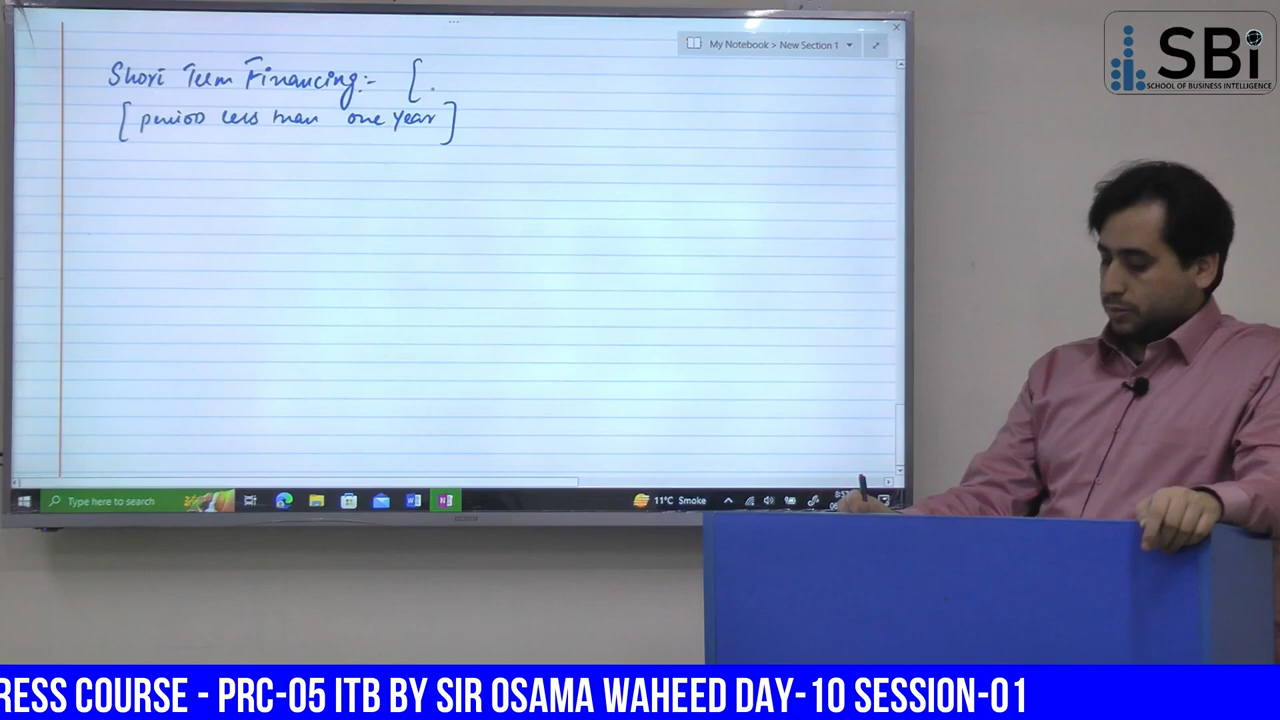 My Notebook > New Section 1
SBi
SCHOOL OF BUSINESS INTELLIGENCE
Short Term Financing:- [
[period less than one year]
Type here to search
11°C Smoke
RESS COURSE - PRC-05 ITB BY SIR OSAMA WAHEED DAY-10 SESSION-01